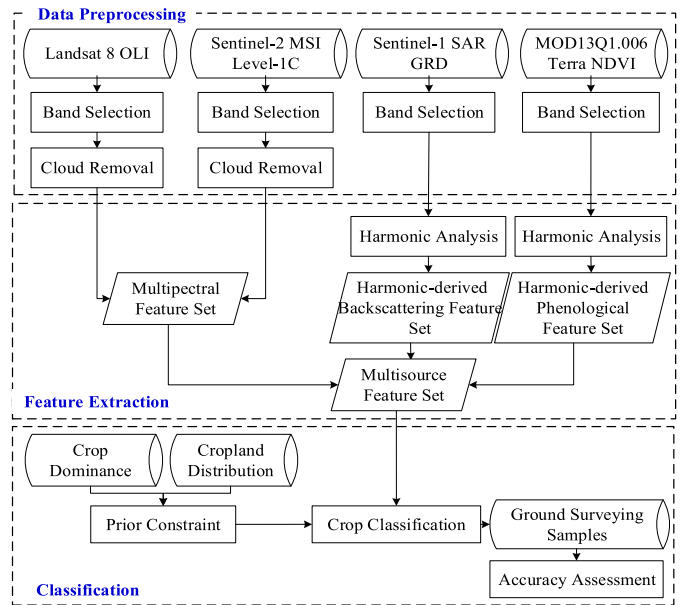 Data Preprocessing
Landsat 8 OLI
Sentinel-2 MSI
Level-1C
Sentinel-1 SAR
GRD
MOD13Q1.006
Terra NDVI
Band Selection
Band Selection
Band Selection
Band Selection
Cloud Removal
Cloud Removal
Harmonic Analysis
Harmonic Analysis
Multipectral
Feature Set
Harmonic-derived
Backscattering Feature
Set
Harmonic-derived
Phenological
Feature Set
Multisource
Feature Set
Feature Extraction
Crop
Dominance
Cropland
Distribution
Prior Constraint
Crop Classification
Ground Surveying
Samples
Accuracy Assessment
Classification